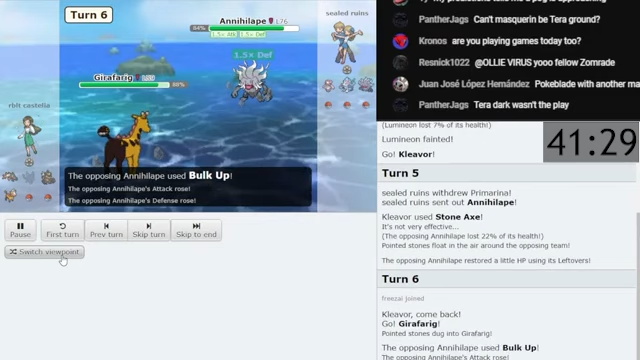 Turn 6
Annihilape L76
84%
1.5× Atk 1.5× Def
sealed ruins
1.5× Def
Girafarig
88%
rblt castelia
The opposing Annihilape used Bulk Up!
The opposing Annihilape's Attack rose!
The opposing Annihilape's Defense rose!
Pause
First turn
Prev turn
Skip turn
Skip to end
Switch viewpoint
PantherJags Can't masquerpin be Tera ground?
Kronos are you playing games today too?
Resnick1022 @OLLIE VIRUS yooo fellow Zomrade
Juan José López Hernández Pokeblade with another ma
PantherJags Tera dark wasn't the play
(Lumineon lost 7% of its health!)
Lumineon fainted!
Go! Kleavor!
41:29
Turn 5
sealed ruins withdrew Primarina!
sealed ruins sent out Annihilape!
Kleavor used Stone Axe!
It's not very effective...
(The opposing Annihilape lost 22% of its health!)
Pointed stones float in the air around the opposing team!
The opposing Annihilape restored a little HP using its Leftovers!
Turn 6
freezai joined
Kleavor, come back!
Go! Girafarig!
Pointed stones dug into Girafarig!
The opposing Annihilape used Bulk Up!
The opposing Annihilape's Attack rose!